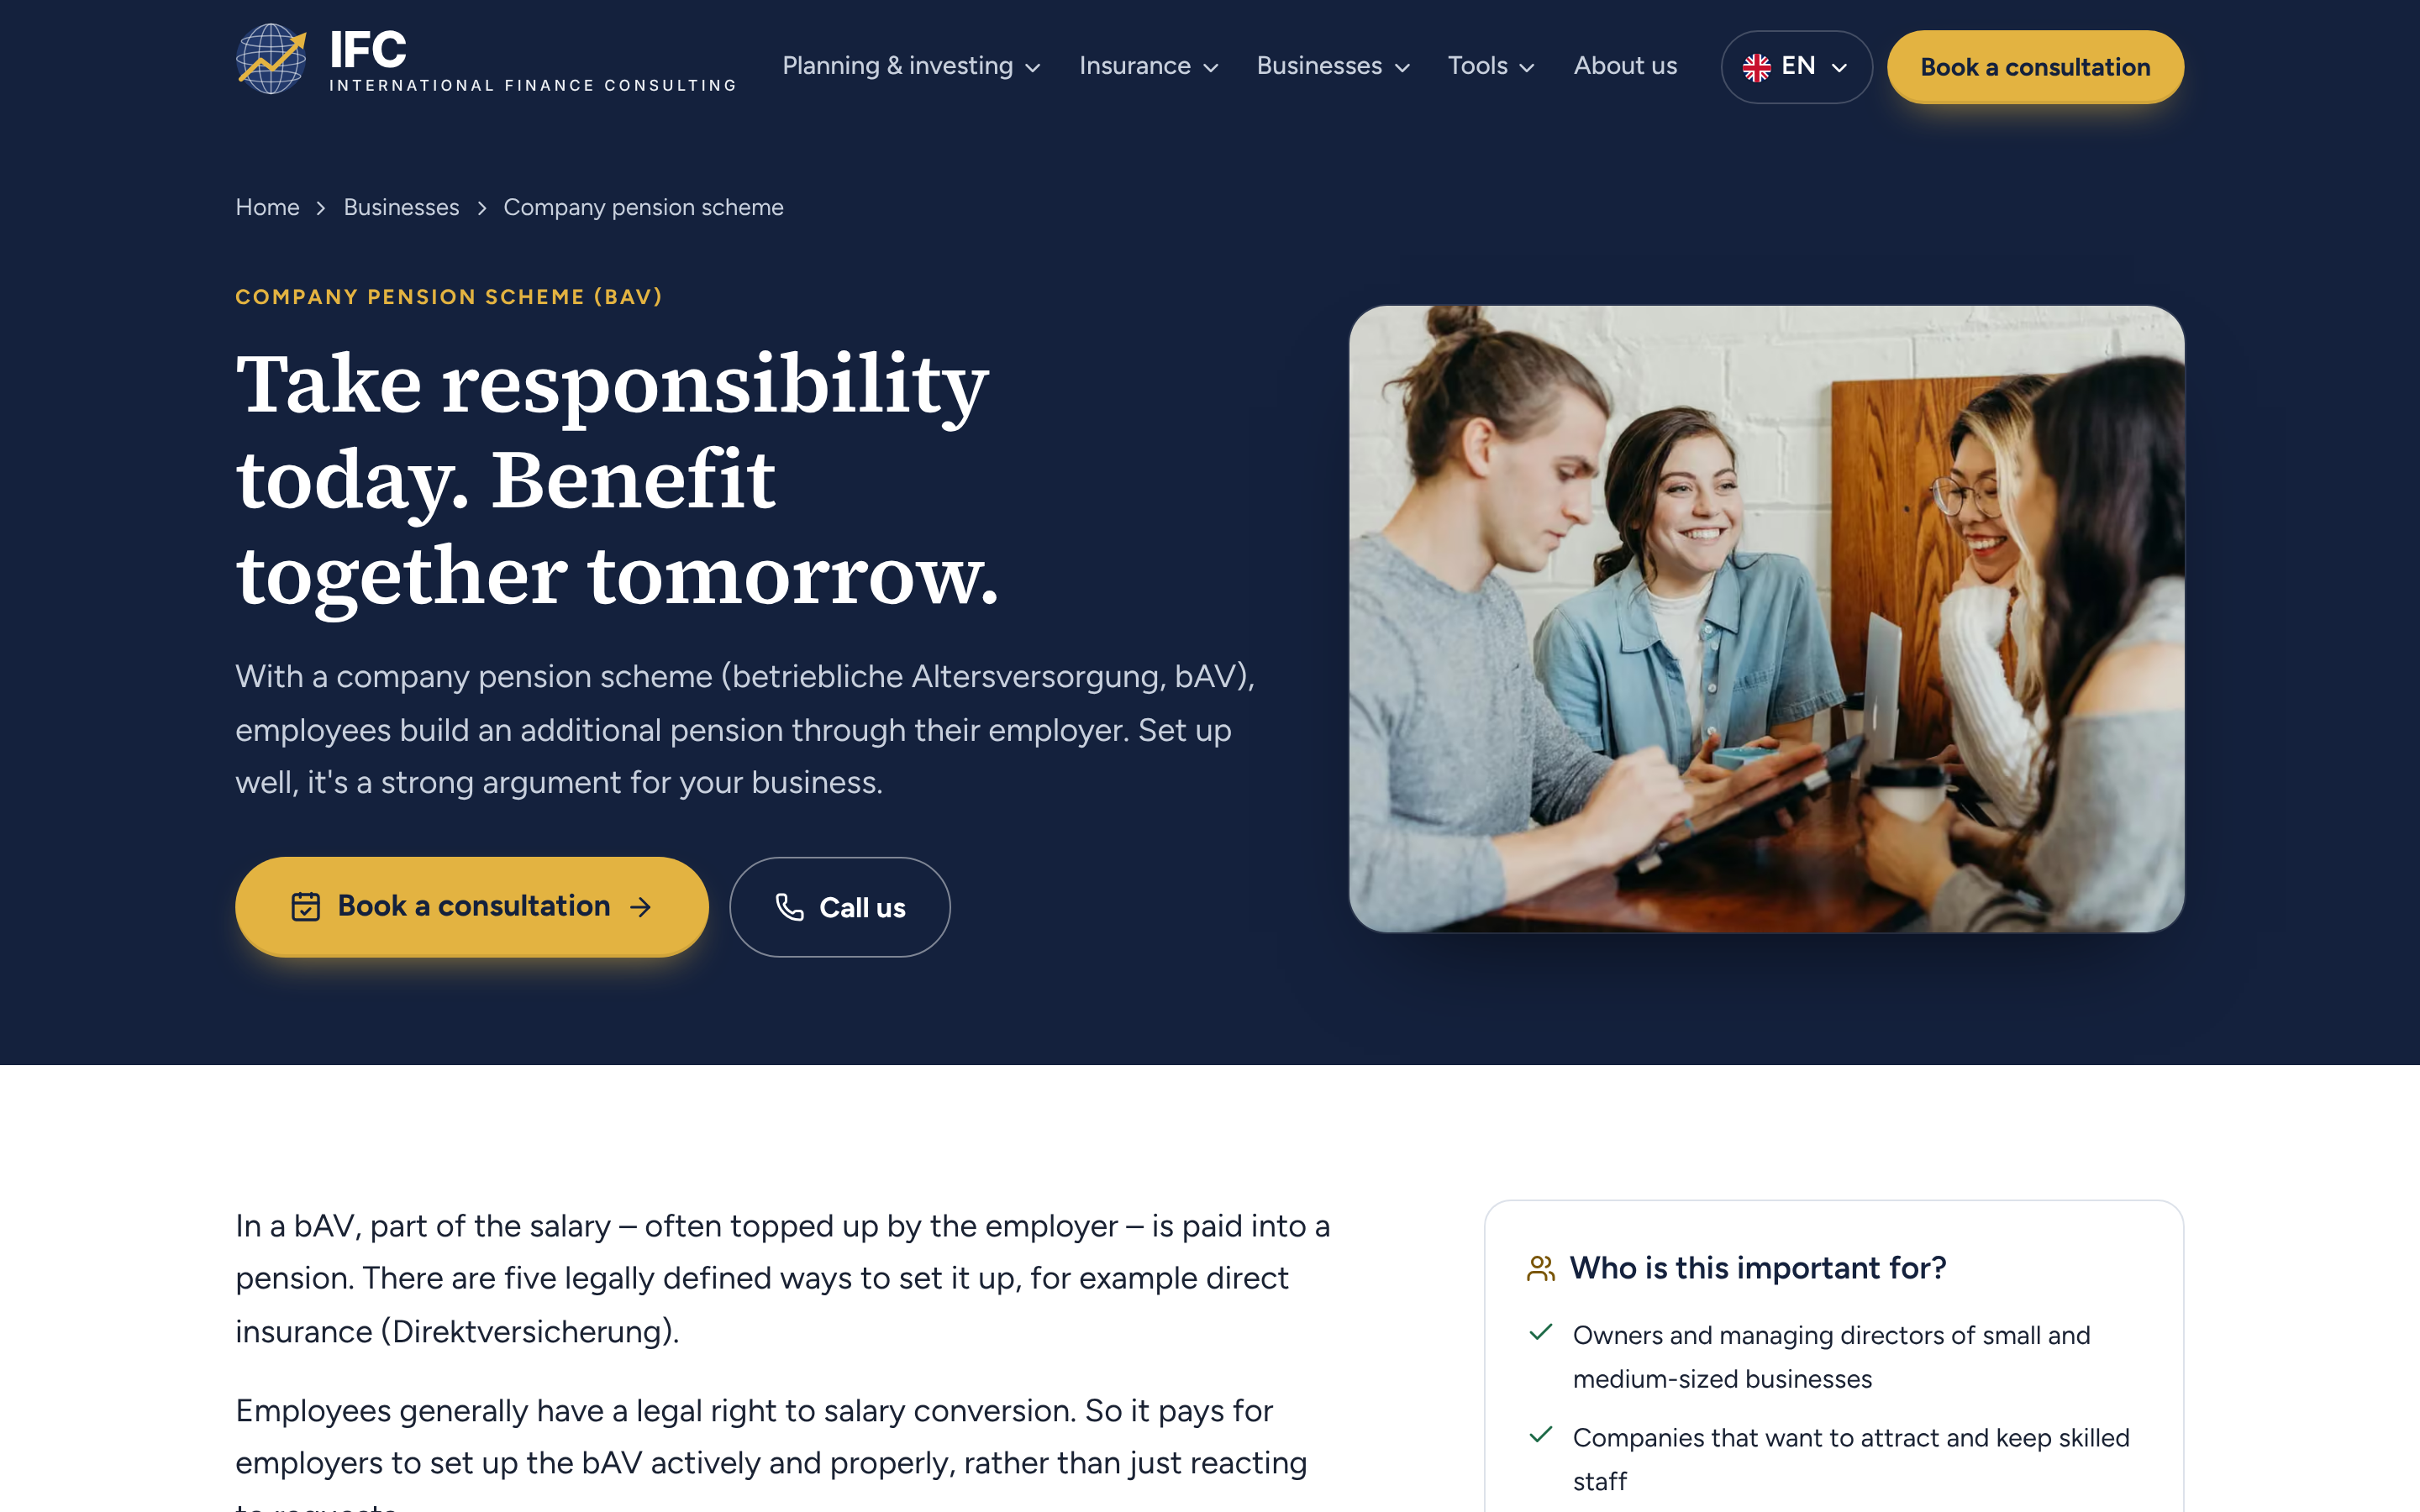 IFC
INTERNATIONAL FINANCE CONSULTING
Planning & investing
Insurance
Businesses
Tools
About us
EN
Book a consultation
Home
Businesses
Company pension scheme
COMPANY PENSION SCHEME (BAV)
Take responsibility
today. Benefit
together tomorrow.
With a company pension scheme (betriebliche Altersversorgung, bAV),
employees build an additional pension through their employer. Set up
well, it's a strong argument for your business.
Book a consultation
Call us
In a bAV, part of the salary – often topped up by the employer – is paid into a
pension. There are five legally defined ways to set it up, for example direct
insurance (Direktversicherung).
Employees generally have a legal right to salary conversion. So it pays for
employers to set up the bAV actively and properly, rather than just reacting
Who is this important for?
Owners and managing directors of small and
medium-sized businesses
Companies that want to attract and keep skilled
staff